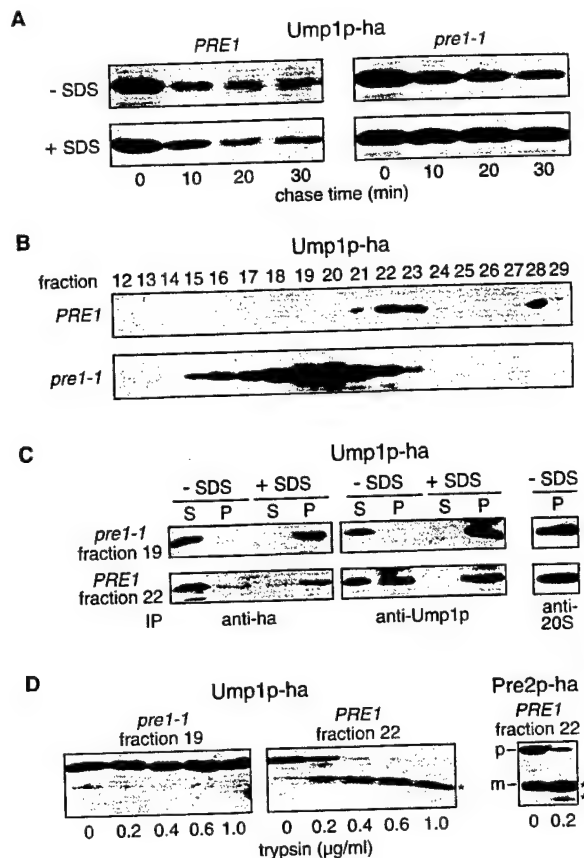 A
Ump1p-ha
PRE1
pre1-1
- SDS
+ SDS
0 10 20 30 0 10 20 30
chase time (min)
B
Ump1p-ha
fraction 12 13 14 15 16 17 18 19 20 21 22 23 24 25 26 27 28 29
PRE1
pre1-1
C
Ump1p-ha
- SDS + SDS - SDS + SDS - SDS
S P S P S P S P P
pre1-1
fraction 19
PRE1
fraction 22
IP anti-ha anti-Ump1p anti-
20S
D
Ump1p-ha Pre2p-ha
pre1-1 PRE1 PRE1
fraction 19 fraction 22 fraction 22
p–
m–
*
0 0.2 0.4 0.6 1.0 0 0.2 0.4 0.6 1.0 0 0.2
trypsin (µg/ml)